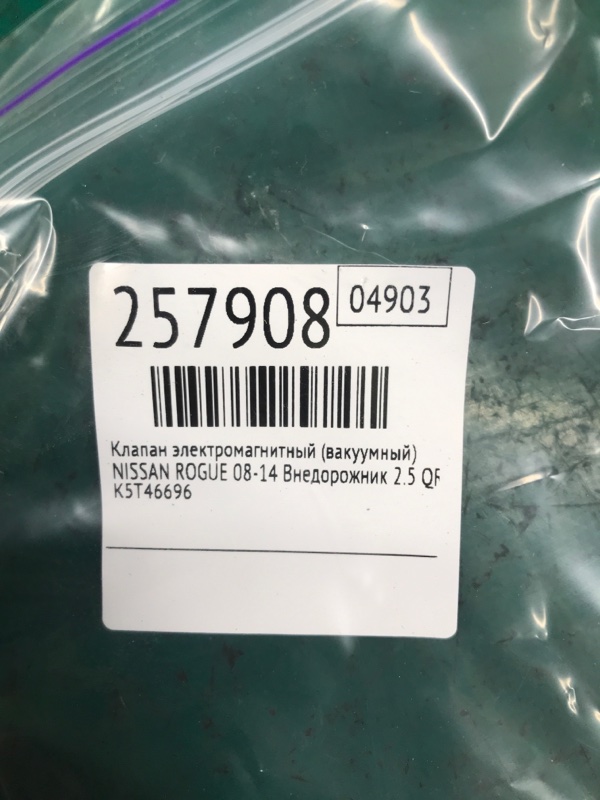 257908
04903
Клапан электромагнитный (вакуумный)
NISSAN ROGUE 08-14 Внедорожник 2.5
K5T46696